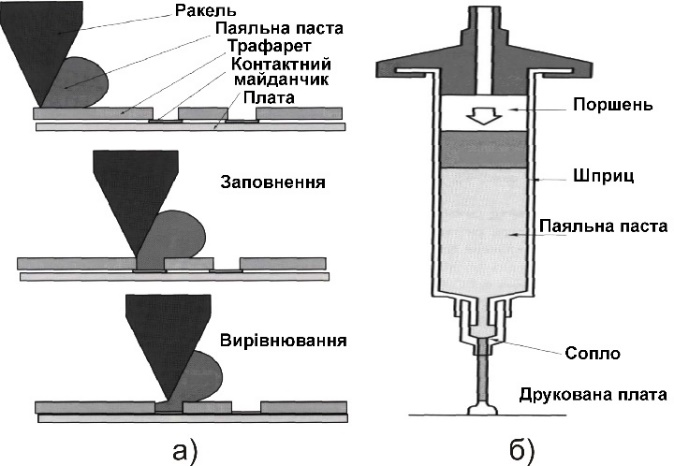 Ракель
Паяльна паста
Трафарет
Контактний
майданчик
Плата
Заповнення
Вирівнювання
а)
Поршень
Шприц
Паяльна паста
Сопло
Друкована плата
б)